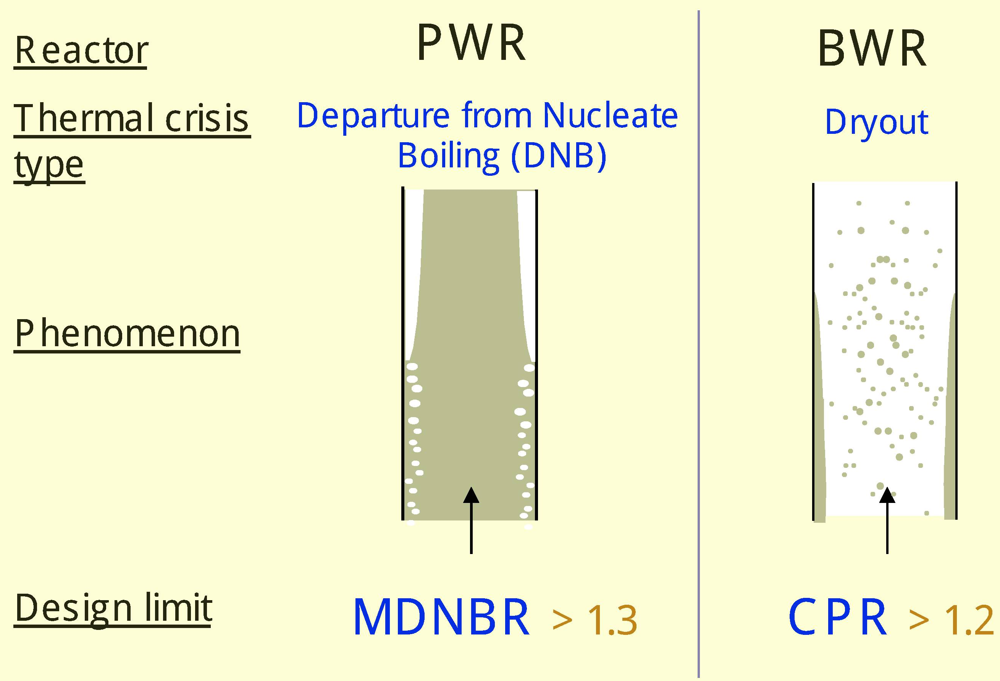 Reactor
PWR
BWR
Thermal crisis
type
Departure from Nucleate
Boiling (DNB)
Dryout
Phenomenon
Design limit
MDNBR > 1.3
CPR > 1.2